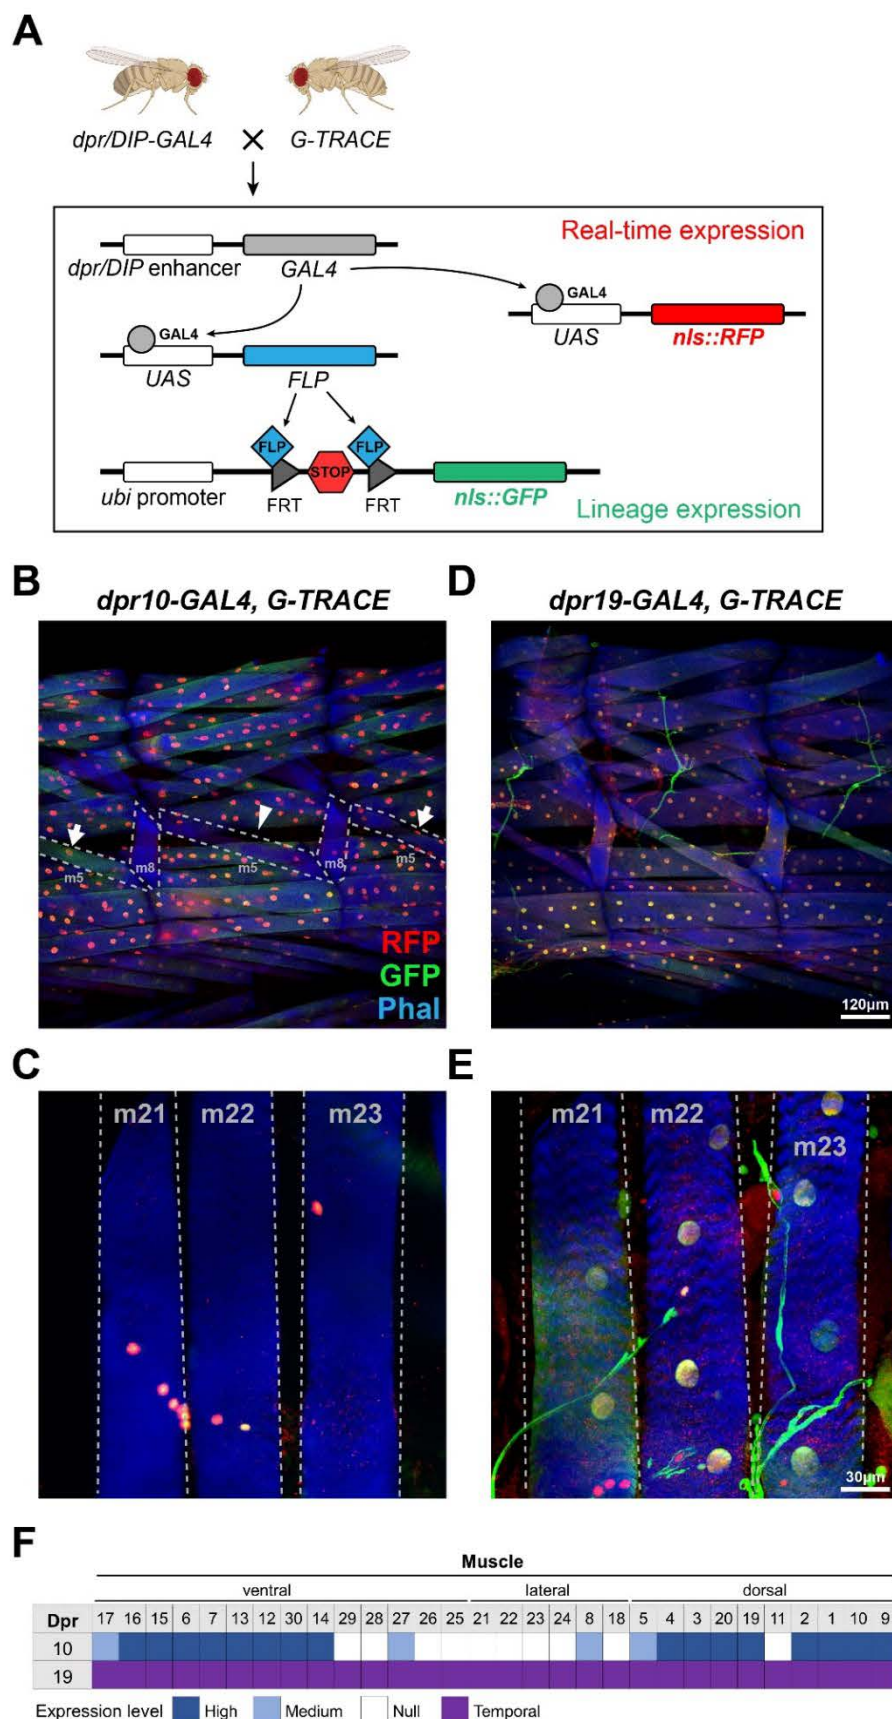 A
dpr/DIP-GAL4 × G-TRACE
Real-time expression
dpr/DIP enhancer
GAL4
GAL4
UAS
nls::RFP
GAL4
UAS
FLP
FLP
STOP
FLP
ubi promoter
FRT
FRT
nls::GFP
Lineage expression
B
dpr10-GAL4, G-TRACE
m5
m8
m5
m8
m5
RFP
GFP
Phal
D
dpr19-GAL4, G-TRACE
120µm
C
m21
m22
m23
E
m21
m22
m23
30µm
F
Muscle
ventral lateral dorsal
Dpr 17 16 15 6 7 13 12 30 14 29 28 27 26 25 21 22 23 24 8 18 5 4 3 20 19 11 2 1 10 9
10
19
Expression level High Medium Null Temporal